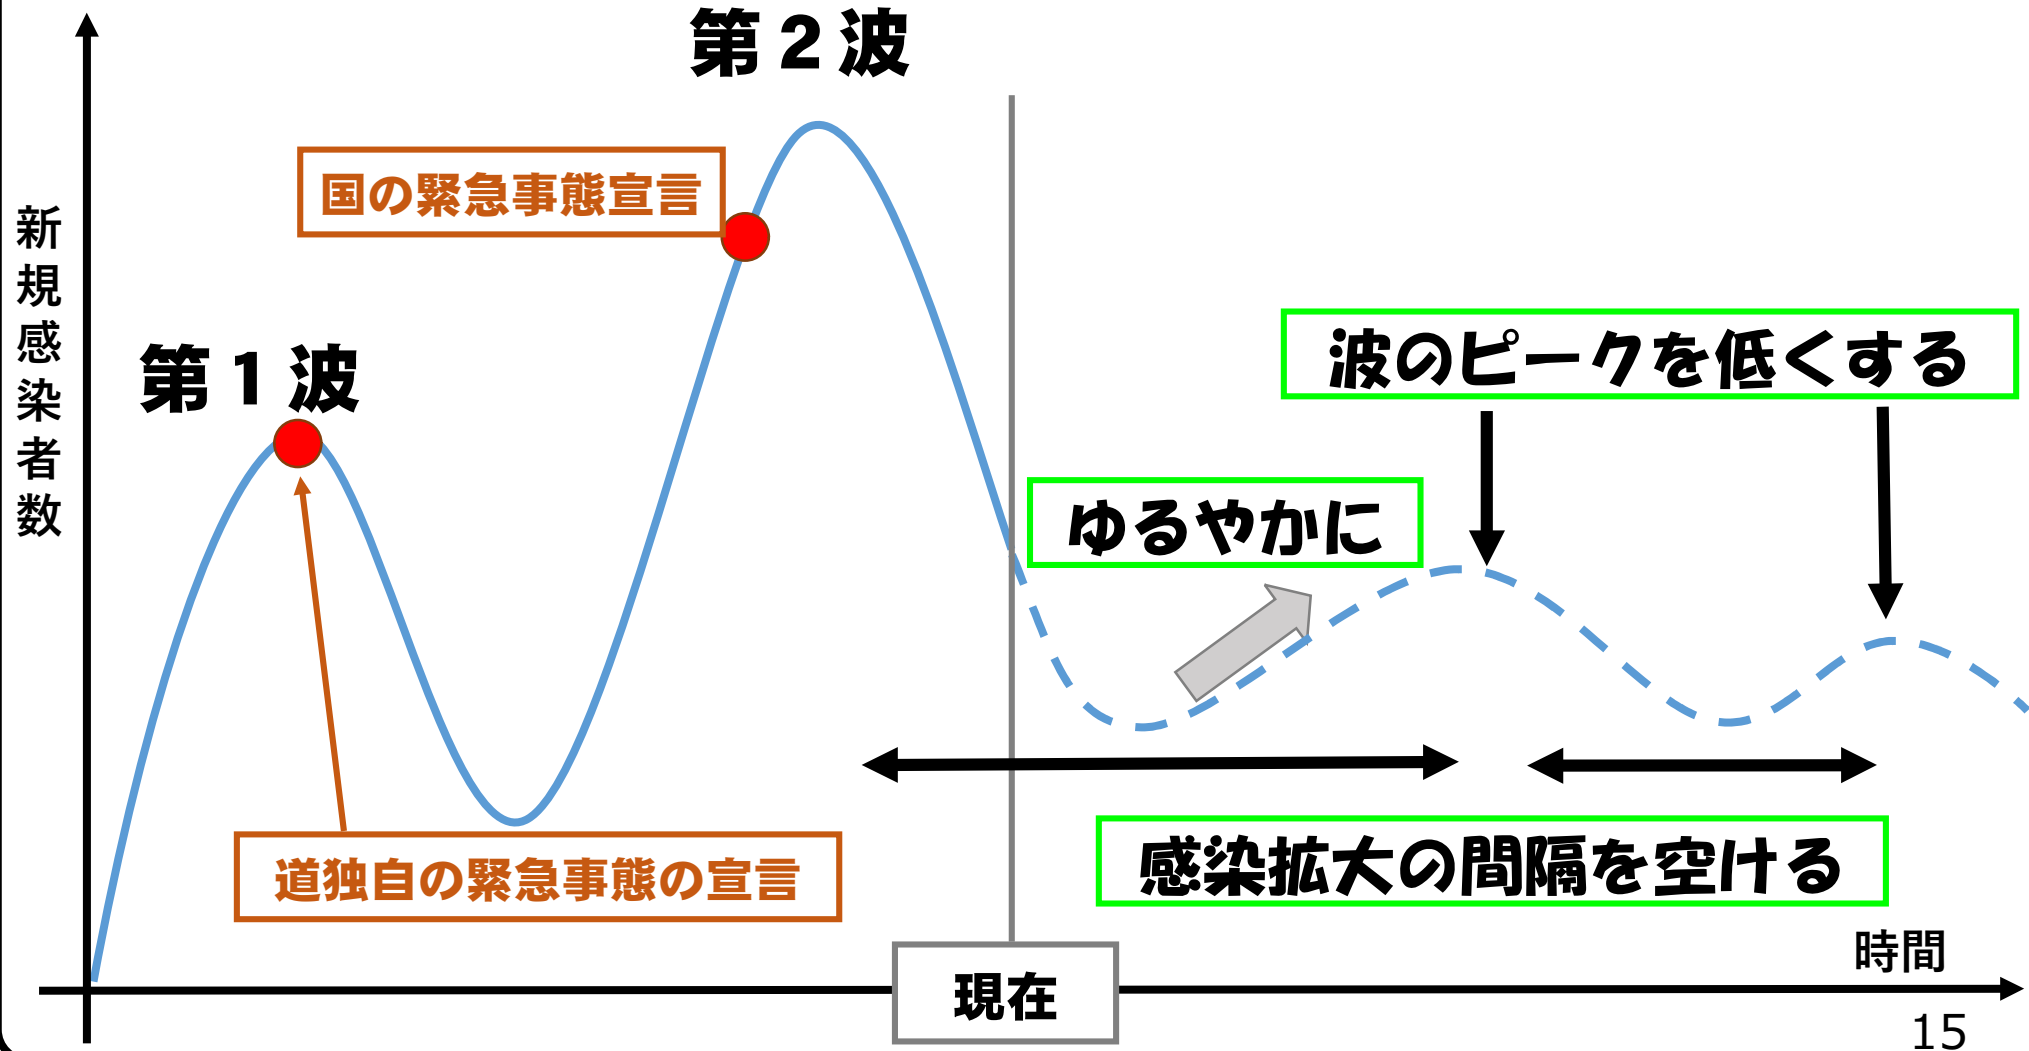 第２波
国の緊急事態宣言
新規感染者数
第１波
波のピークを低くする
ゆるやかに
感染拡大の間隔を空ける
道独自の緊急事態の宣言
時間
現在
15